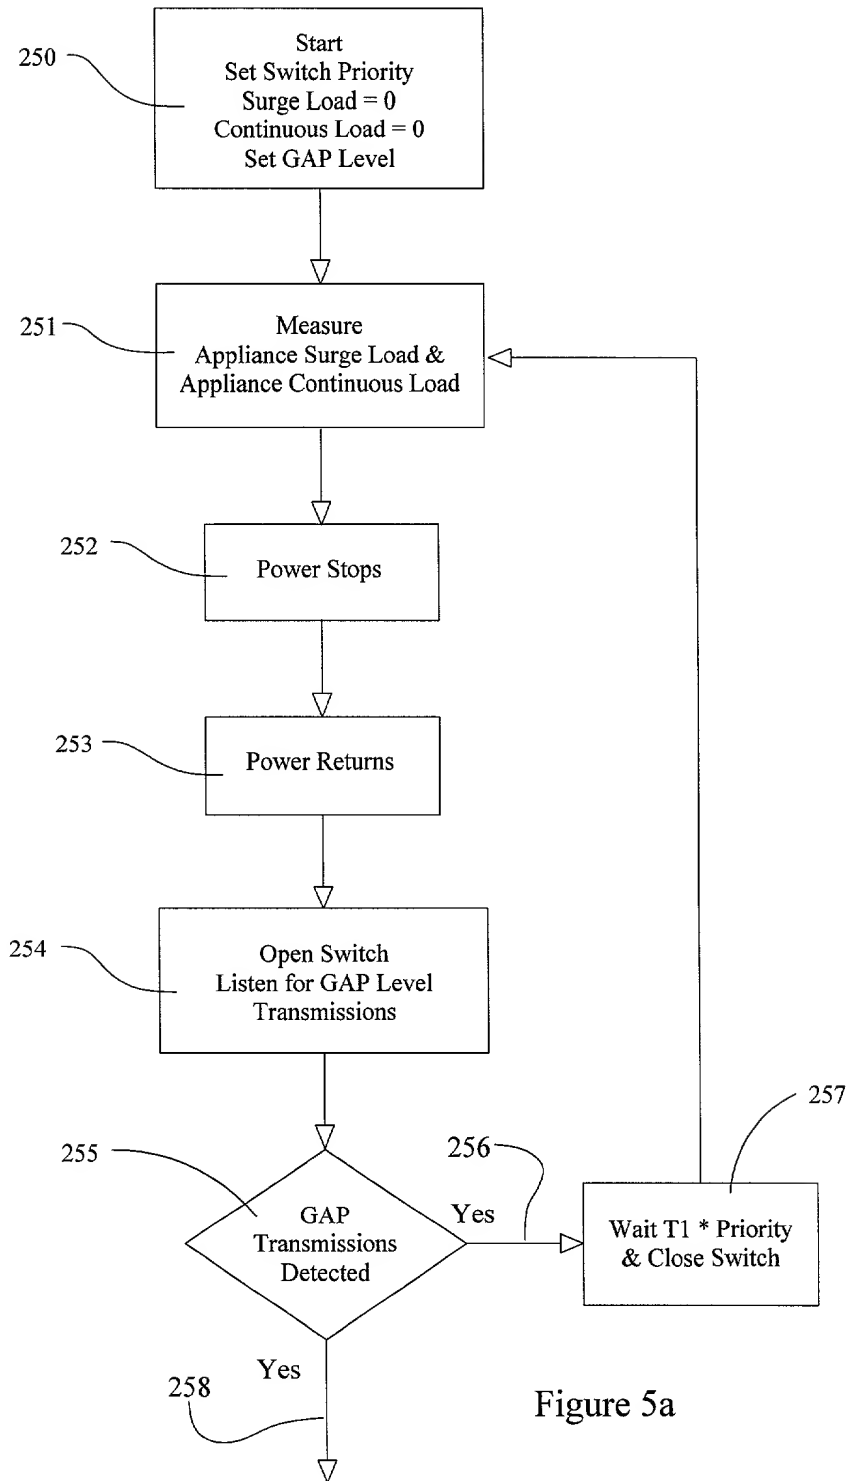 250
Start
Set Switch Priority
Surge Load = 0
Continuous Load = 0
Set GAP Level
251
Measure
Appliance Surge Load &
Appliance Continuous Load
252
Power Stops
253
Power Returns
254
Open Switch
Listen for GAP Level
Transmissions
255
GAP
Transmissions
Detected
256
Yes
257
Wait T1 * Priority
& Close Switch
Yes
258
Figure 5a